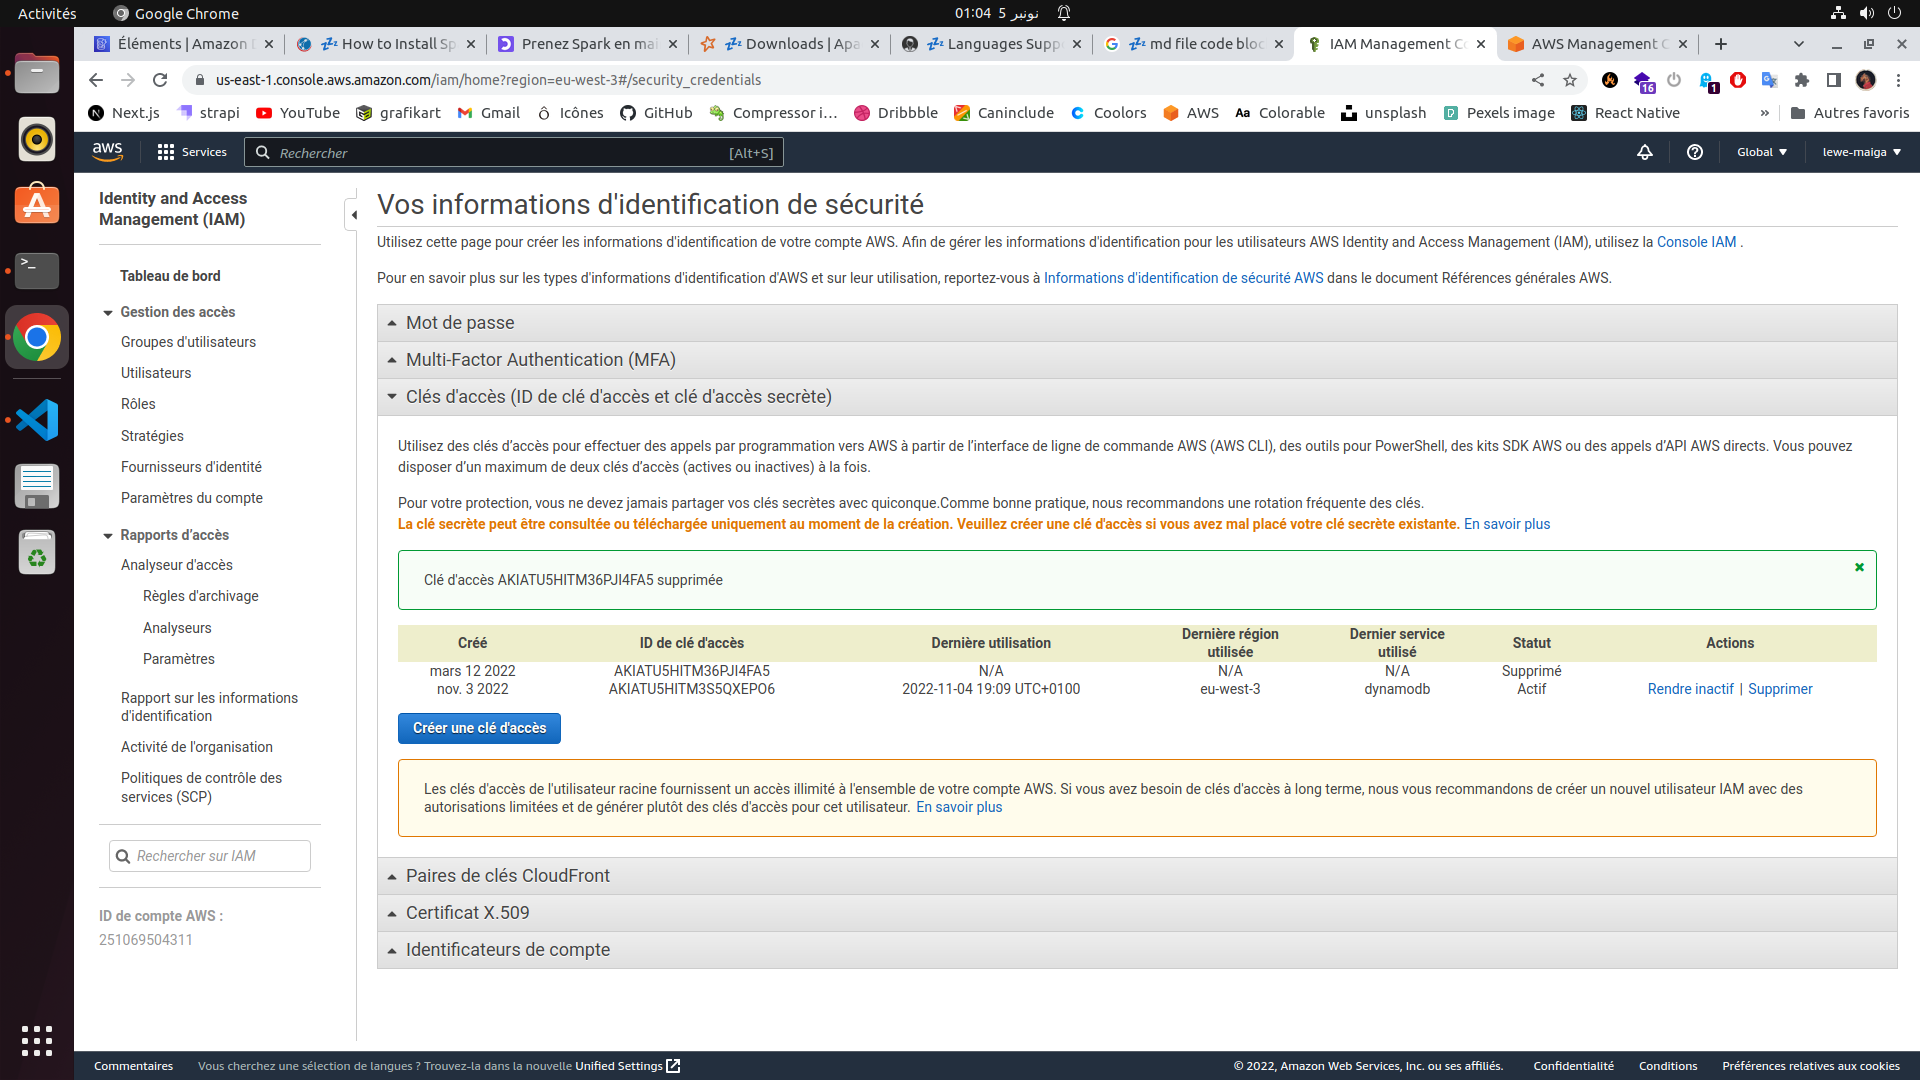 Activités
Google Chrome
01:04 5 نونبر
Éléments | Amazon D
How to Install Sp
Prenez Spark en mai
Downloads | Apa
Languages Suppo
md file code bloc
IAM Management Co
AWS Management C
us-east-1.console.aws.amazon.com/iam/home?region=eu-west-3#/security_credentials
16
1
Next.js
strapi
YouTube
grafikart
Gmail
Icônes
GitHub
Compressor i…
Dribbble
Caninclude
Coolors
AWS
Aa Colorable
unsplash
Pexels image
React Native
»
Autres favoris
aws
Services
Rechercher
[Alt+S]
Global
lewe-maiga
Identity and Access
Management (IAM)
Tableau de bord
Gestion des accès
Groupes d'utilisateurs
Utilisateurs
Rôles
Stratégies
Fournisseurs d'identité
Paramètres du compte
Rapports d’accès
Analyseur d'accès
Règles d'archivage
Analyseurs
Paramètres
Rapport sur les informations
d'identification
Activité de l'organisation
Politiques de contrôle des
services (SCP)
Rechercher sur IAM
ID de compte AWS :
251069504311
Vos informations d'identification de sécurité
Utilisez cette page pour créer les informations d'identification de votre compte AWS. Afin de gérer les informations d'identification pour les utilisateurs AWS Identity and Access Management (IAM), utilisez la Console IAM .
Pour en savoir plus sur les types d'informations d'identification d'AWS et sur leur utilisation, reportez-vous à Informations d'identification de sécurité AWS dans le document Références générales AWS.
Mot de passe
Multi-Factor Authentication (MFA)
Clés d'accès (ID de clé d'accès et clé d'accès secrète)
Utilisez des clés d’accès pour effectuer des appels par programmation vers AWS à partir de l’interface de ligne de commande AWS (AWS CLI), des outils pour PowerShell, des kits SDK AWS ou des appels d’API AWS directs. Vous pouvez
disposer d’un maximum de deux clés d’accès (actives ou inactives) à la fois.
Pour votre protection, vous ne devez jamais partager vos clés secrètes avec quiconque.Comme bonne pratique, nous recommandons une rotation fréquente des clés.
La clé secrète peut être consultée ou téléchargée uniquement au moment de la création. Veuillez créer une clé d'accès si vous avez mal placé votre clé secrète existante. En savoir plus
Clé d'accès AKIATU5HITM36PJI4FA5 supprimée
Créé ID de clé d'accès Dernière utilisation Dernière région utilisée Dernier service utilisé Statut Actions
mars 12 2022 AKIATU5HITM36PJI4FA5 N/A N/A N/A Supprimé
nov. 3 2022 AKIATU5HITM3S5QXEPO6 2022-11-04 19:09 UTC+0100 eu-west-3 dynamodb Actif Rendre inactif | Supprimer
Créer une clé d'accès
Les clés d'accès de l'utilisateur racine fournissent un accès illimité à l'ensemble de votre compte AWS. Si vous avez besoin de clés d'accès à long terme, nous vous recommandons de créer un nouvel utilisateur IAM avec des
autorisations limitées et de générer plutôt des clés d'accès pour cet utilisateur. En savoir plus
Paires de clés CloudFront
Certificat X.509
Identificateurs de compte
Commentaires
Vous cherchez une sélection de langues ? Trouvez-la dans la nouvelle Unified Settings
© 2022, Amazon Web Services, Inc. ou ses affiliés.
Confidentialité
Conditions
Préférences relatives aux cookies